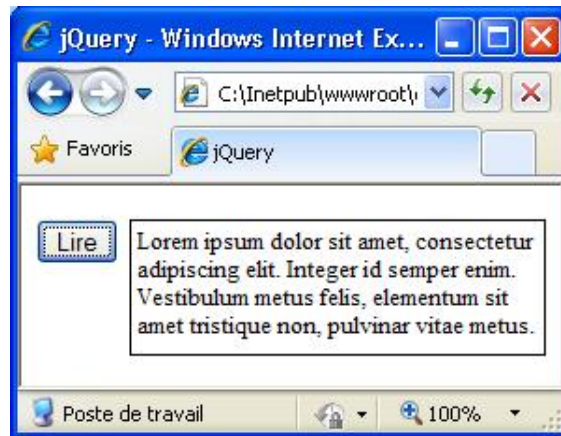 jQuery - Windows Internet Ex...
C:\Inetpub\wwwroot\
Favoris
jQuery
Lire
Lorem ipsum dolor sit amet, consectetur
adipiscing elit. Integer id semper enim.
Vestibulum metus felis, elementum sit
amet tristique non, pulvinar vitae metus.
Poste de travail
100%